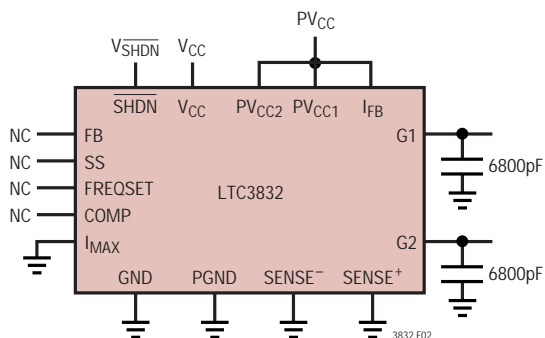 PVCC
VSHDN VCC
SHDN VCC PVCC2 PVCC1 IFB
NC FB G1
NC SS 6800pF
NC FREQSET LTC3832
NC COMP
IMAX G2
GND PGND SENSE− SENSE+ 6800pF
3832 F02